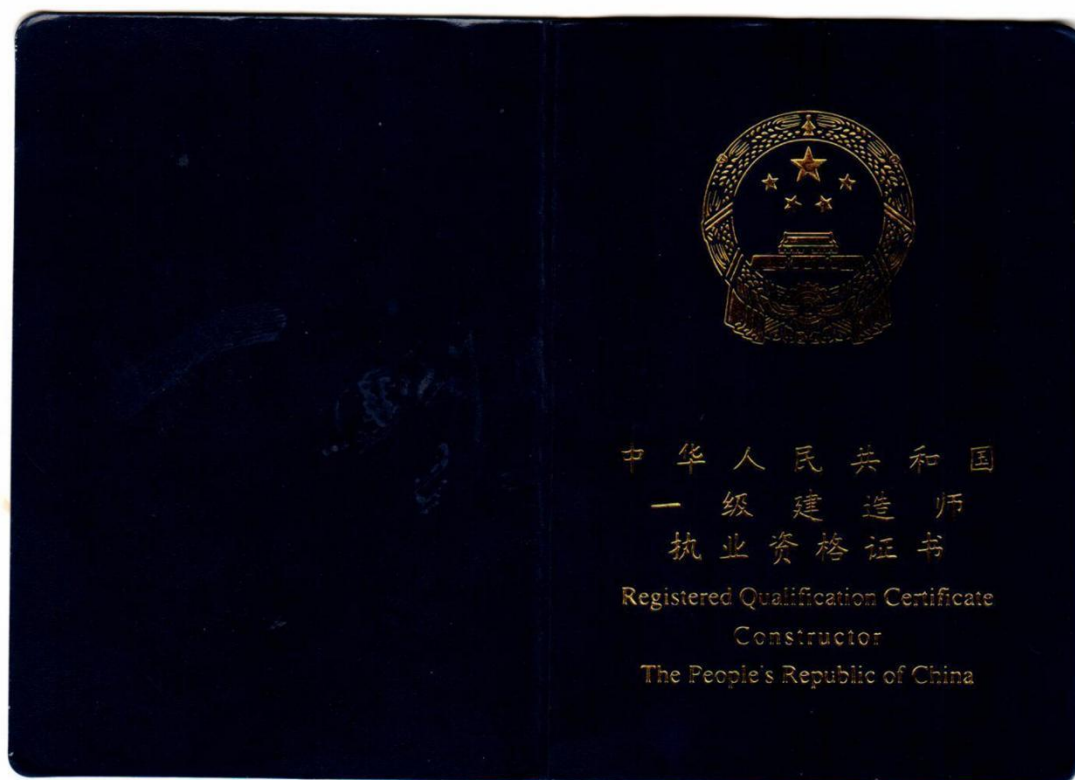 中华人民共和国
一级建造师
执业资格证书
Registered Qualification Certificate
Constructor
The People's Republic of China